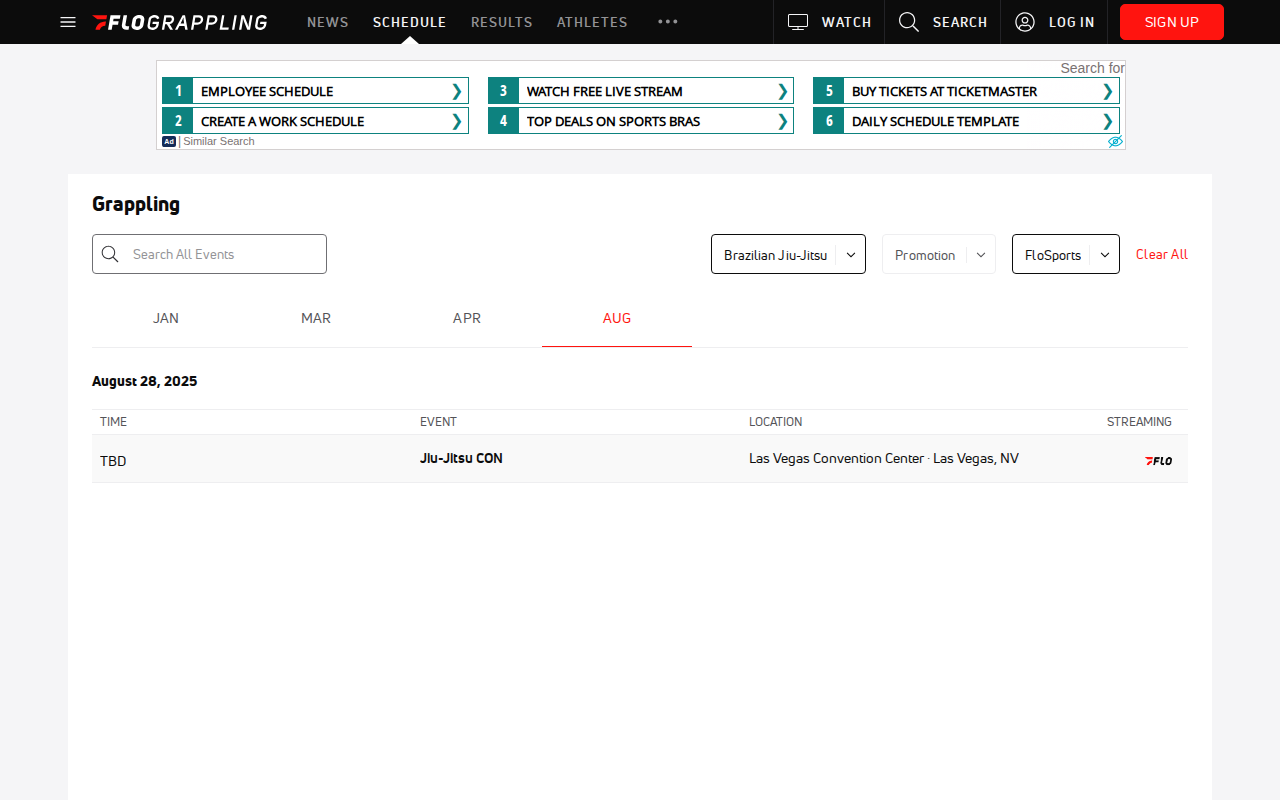 FLOGRAPPLING NEWS SCHEDULE RESULTS ATHLETES WATCH SEARCH LOG IN SIGN UP
Search for
1 EMPLOYEE SCHEDULE ❯ 3 WATCH FREE LIVE STREAM ❯ 5 BUY TICKETS AT TICKETMASTER ❯
2 CREATE A WORK SCHEDULE ❯ 4 TOP DEALS ON SPORTS BRAS ❯ 6 DAILY SCHEDULE TEMPLATE ❯
Ad | Similar Search
Grappling
Search All Events Brazilian Jiu-Jitsu Promotion FloSports Clear All
JAN MAR APR AUG
August 28, 2025
TIME EVENT LOCATION STREAMING
TBD Jiu-Jitsu CON Las Vegas Convention Center · Las Vegas, NV FLO